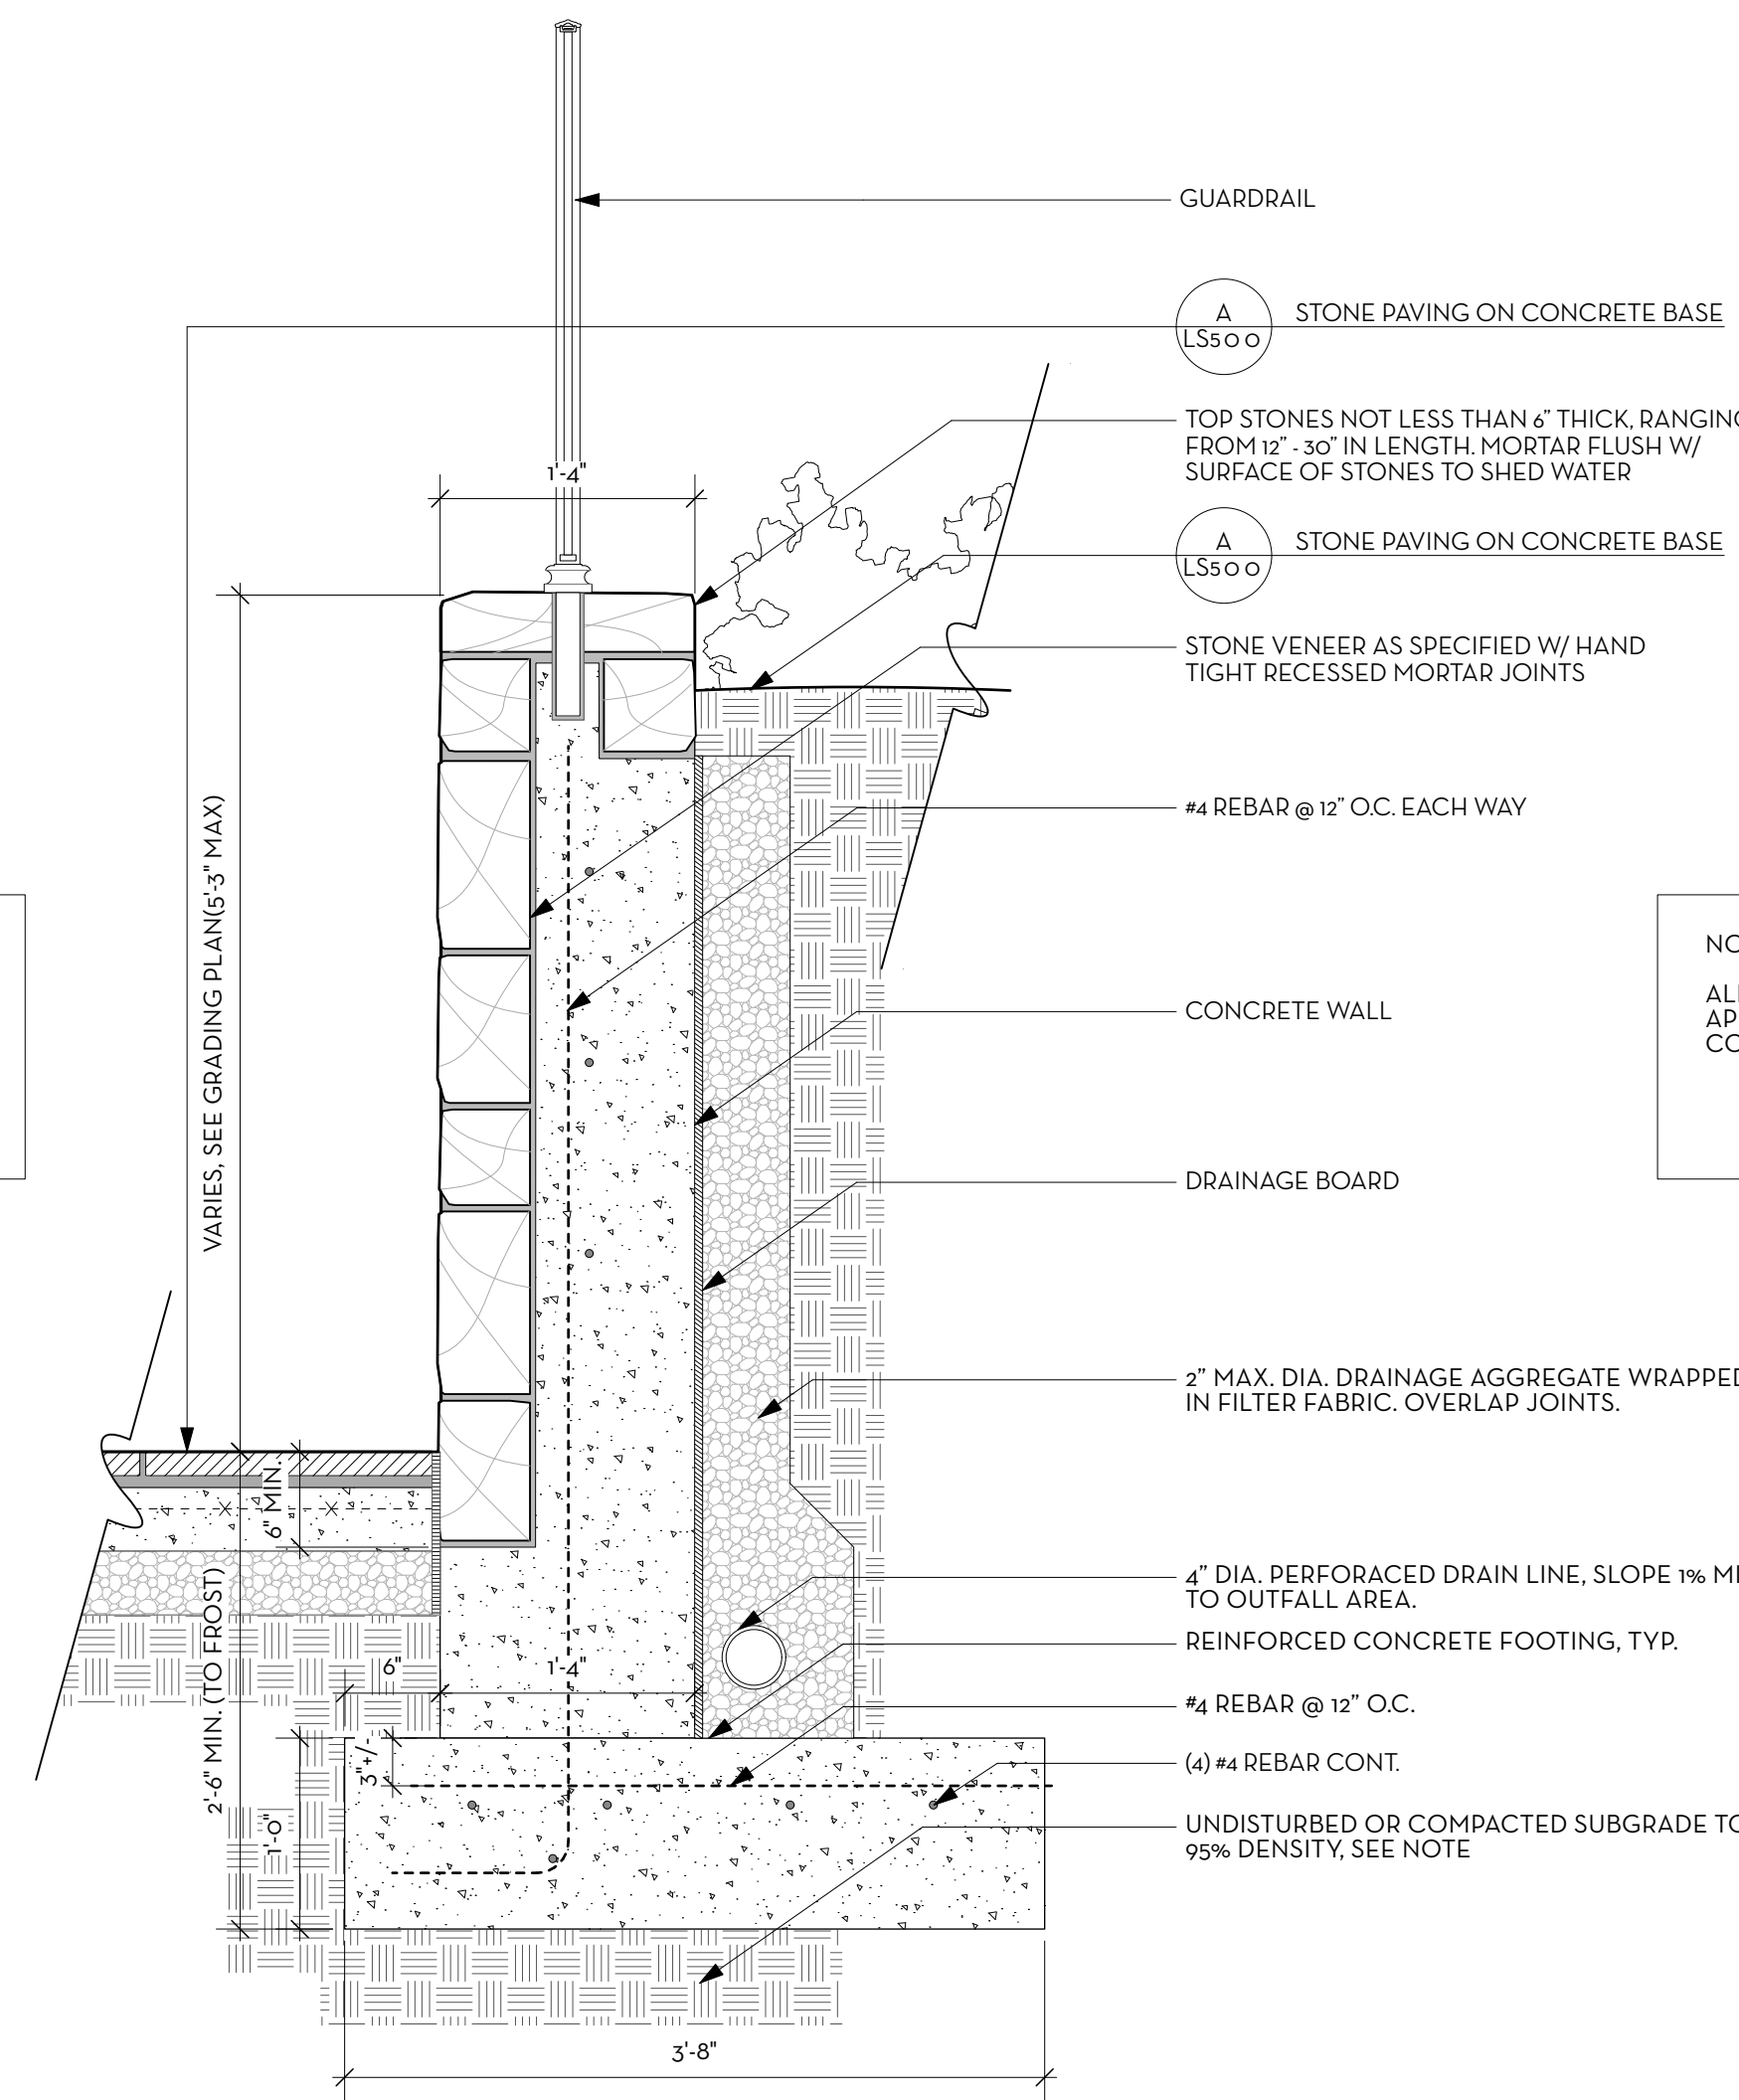 GUARDRAIL
A
LS500
STONE PAVING ON CONCRETE BASE
TOP STONES NOT LESS THAN 6" THICK, RANGING
FROM 12" - 30" IN LENGTH. MORTAR FLUSH W/
SURFACE OF STONES TO SHED WATER
1'-4"
A
LS500
STONE PAVING ON CONCRETE BASE
STONE VENEER AS SPECIFIED W/ HAND
TIGHT RECESSED MORTAR JOINTS
#4 REBAR @ 12" O.C. EACH WAY
VARIES, SEE GRADING PLAN(5'-3" MAX)
NO
AL
AP
CO
CONCRETE WALL
DRAINAGE BOARD
2" MAX. DIA. DRAINAGE AGGREGATE WRAPPED
IN FILTER FABRIC. OVERLAP JOINTS.
6" MIN.
4" DIA. PERFORACED DRAIN LINE, SLOPE 1% MI
TO OUTFALL AREA.
REINFORCED CONCRETE FOOTING, TYP.
6"
1'-4"
2'-6" MIN. (TO FROST)
#4 REBAR @ 12" O.C.
3"+/-
(4) #4 REBAR CONT.
1'-0"
UNDISTURBED OR COMPACTED SUBGRADE TO
95% DENSITY, SEE NOTE
3'-8"